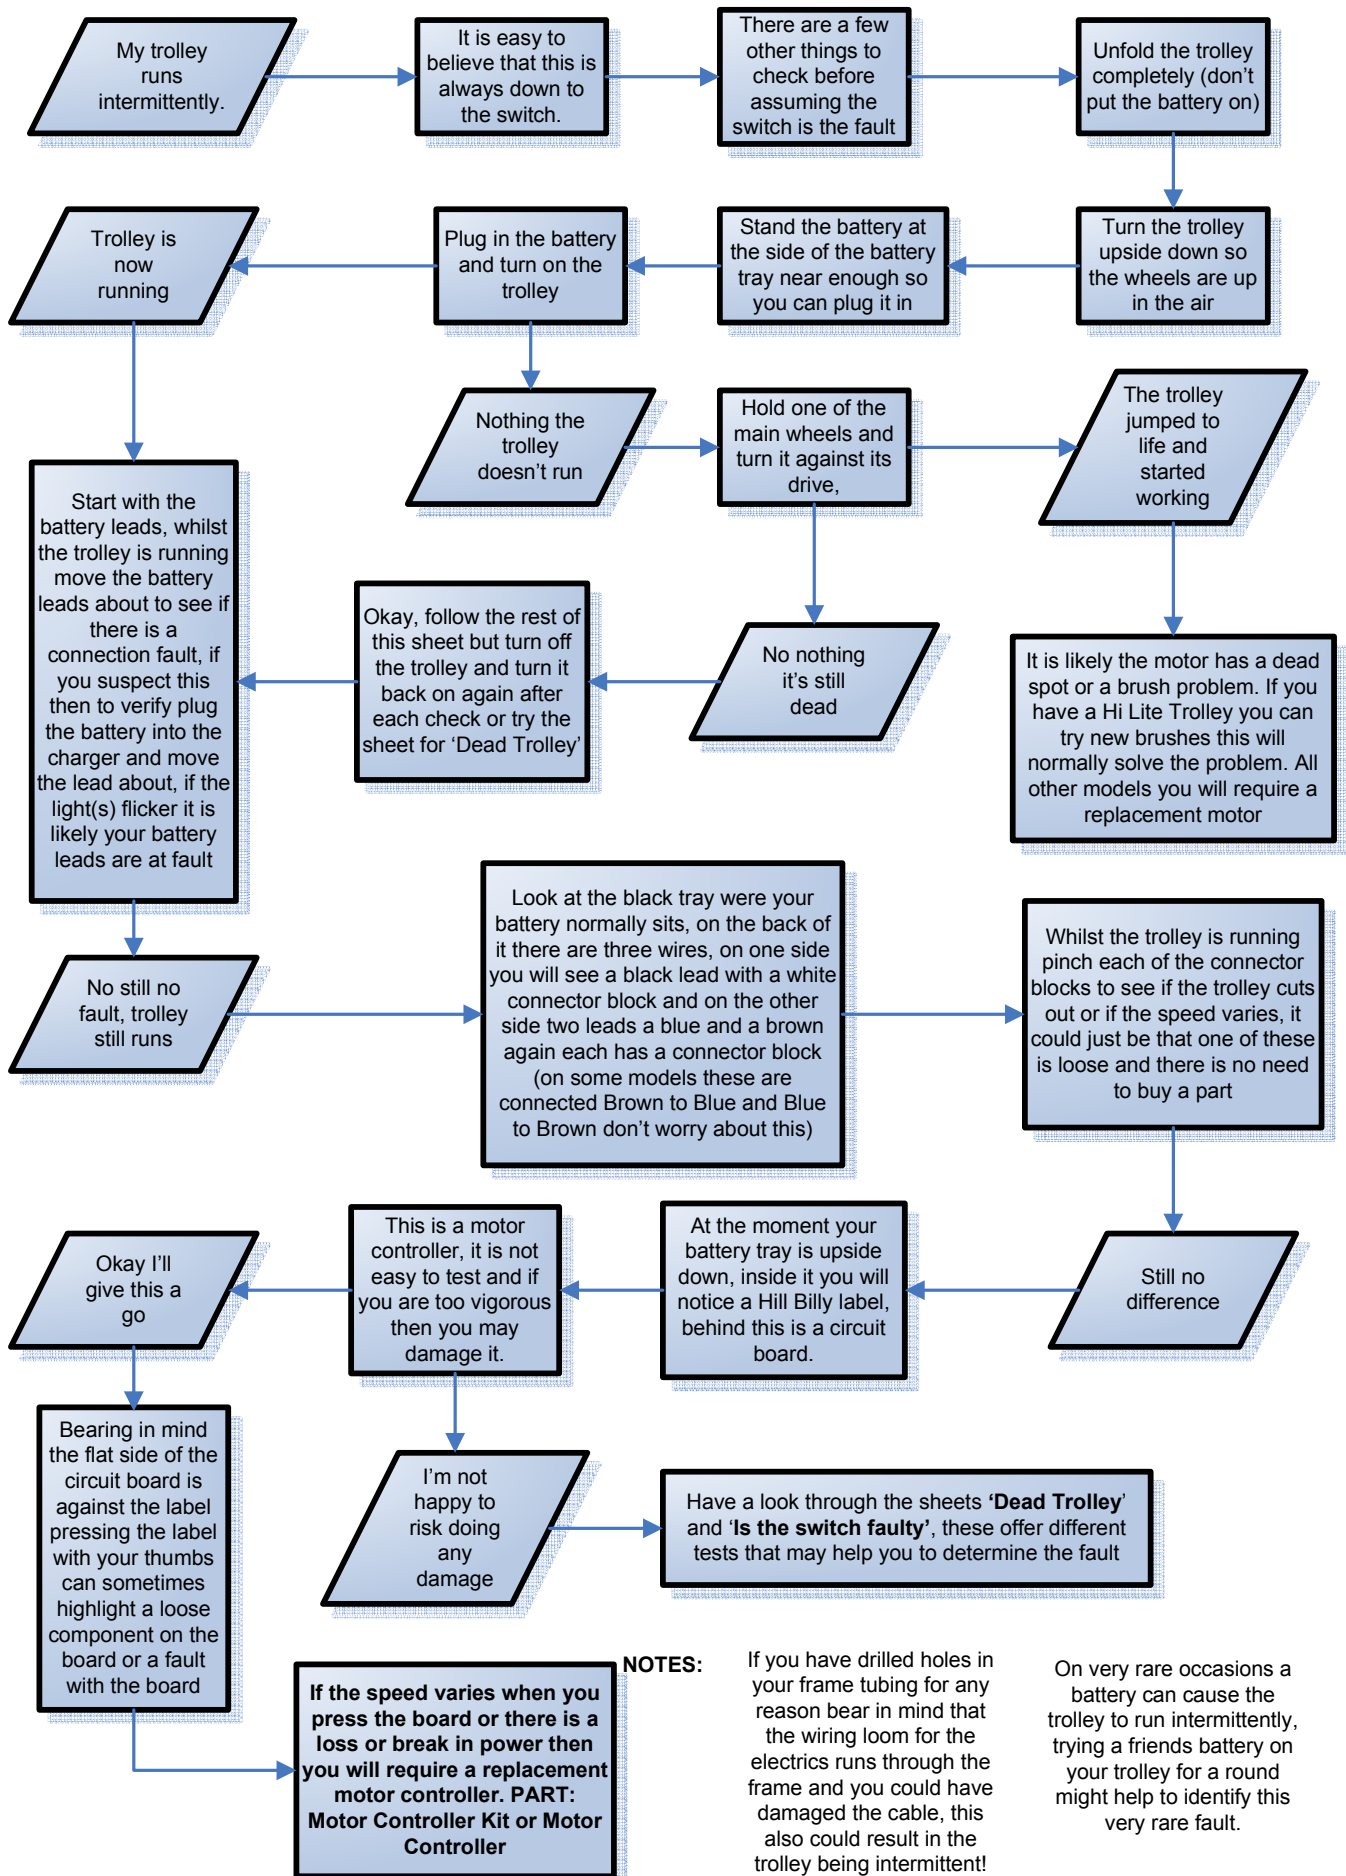 My trolley
runs
intermittently.
It is easy to
believe that this is
always down to
the switch.
There are a few
other things to
check before
assuming the
switch is the fault
Unfold the trolley
completely (don’t
put the battery on)
Turn the trolley
upside down so
the wheels are up
in the air
Stand the battery at
the side of the battery
tray near enough so
you can plug it in
Plug in the battery
and turn on the
trolley
Trolley is
now
running
Nothing the
trolley
doesn’t run
Hold one of the
main wheels and
turn it against its
drive,
The trolley
jumped to
life and
started
working
It is likely the motor has a dead
spot or a brush problem. If you
have a Hi Lite Trolley you can
try new brushes this will
normally solve the problem. All
other models you will require a
replacement motor
No nothing
it’s still
dead
Okay, follow the rest of
this sheet but turn off
the trolley and turn it
back on again after
each check or try the
sheet for ‘Dead Trolley’
Start with the
battery leads, whilst
the trolley is running
move the battery
leads about to see if
there is a
connection fault, if
you suspect this
then to verify plug
the battery into the
charger and move
the lead about, if the
light(s) flicker it is
likely your battery
leads are at fault
No still no
fault, trolley
still runs
Look at the black tray were your
battery normally sits, on the back of
it there are three wires, on one side
you will see a black lead with a white
connector block and on the other
side two leads a blue and a brown
again each has a connector block
(on some models these are
connected Brown to Blue and Blue
to Brown don’t worry about this)
Whilst the trolley is running
pinch each of the connector
blocks to see if the trolley cuts
out or if the speed varies, it
could just be that one of these
is loose and there is no need
to buy a part
Still no
difference
At the moment your
battery tray is upside
down, inside it you will
notice a Hill Billy label,
behind this is a circuit
board.
This is a motor
controller, it is not
easy to test and if
you are too vigorous
then you may
damage it.
Okay I’ll
give this a
go
Bearing in mind
the flat side of the
circuit board is
against the label
pressing the label
with your thumbs
can sometimes
highlight a loose
component on the
board or a fault
with the board
I’m not
happy to
risk doing
any
damage
Have a look through the sheets ‘Dead Trolley’
and ‘Is the switch faulty’, these offer different
tests that may help you to determine the fault
If the speed varies when you
press the board or there is a
loss or break in power then
you will require a replacement
motor controller. PART:
Motor Controller Kit or Motor
Controller
NOTES:
If you have drilled holes in
your frame tubing for any
reason bear in mind that
the wiring loom for the
electrics runs through the
frame and you could have
damaged the cable, this
also could result in the
trolley being intermittent!
On very rare occasions a
battery can cause the
trolley to run intermittently,
trying a friends battery on
your trolley for a round
might help to identify this
very rare fault.